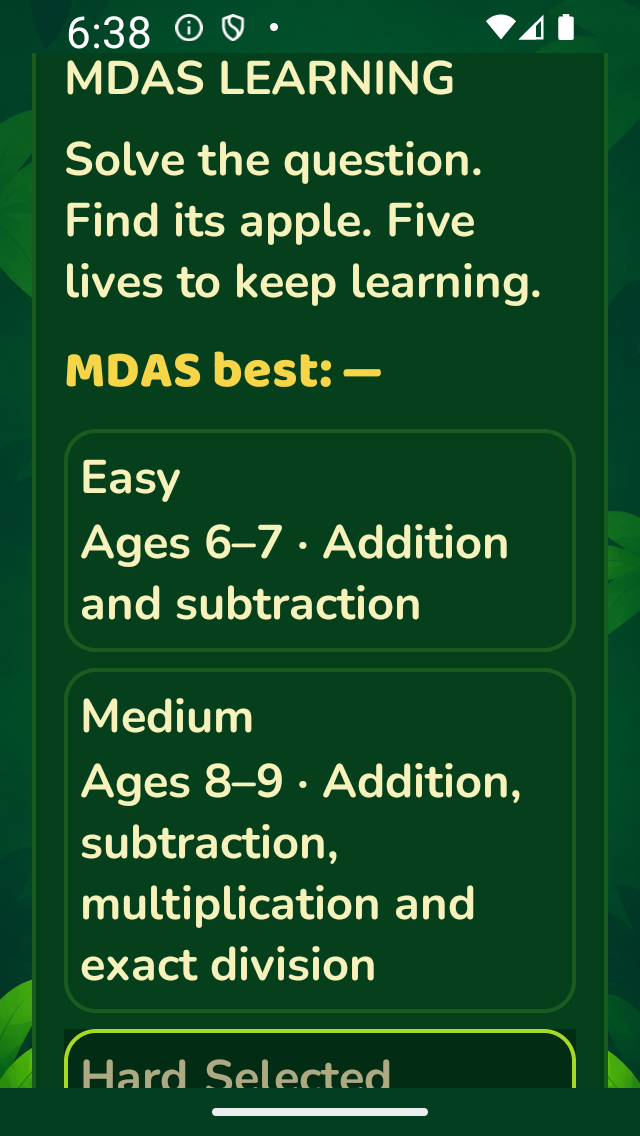 6:38
MDAS LEARNING
Solve the question.
Find its apple. Five
lives to keep learning.
MDAS best: —
Easy
Ages 6–7 · Addition
and subtraction
Medium
Ages 8–9 · Addition,
subtraction,
multiplication and
exact division
Hard Selected